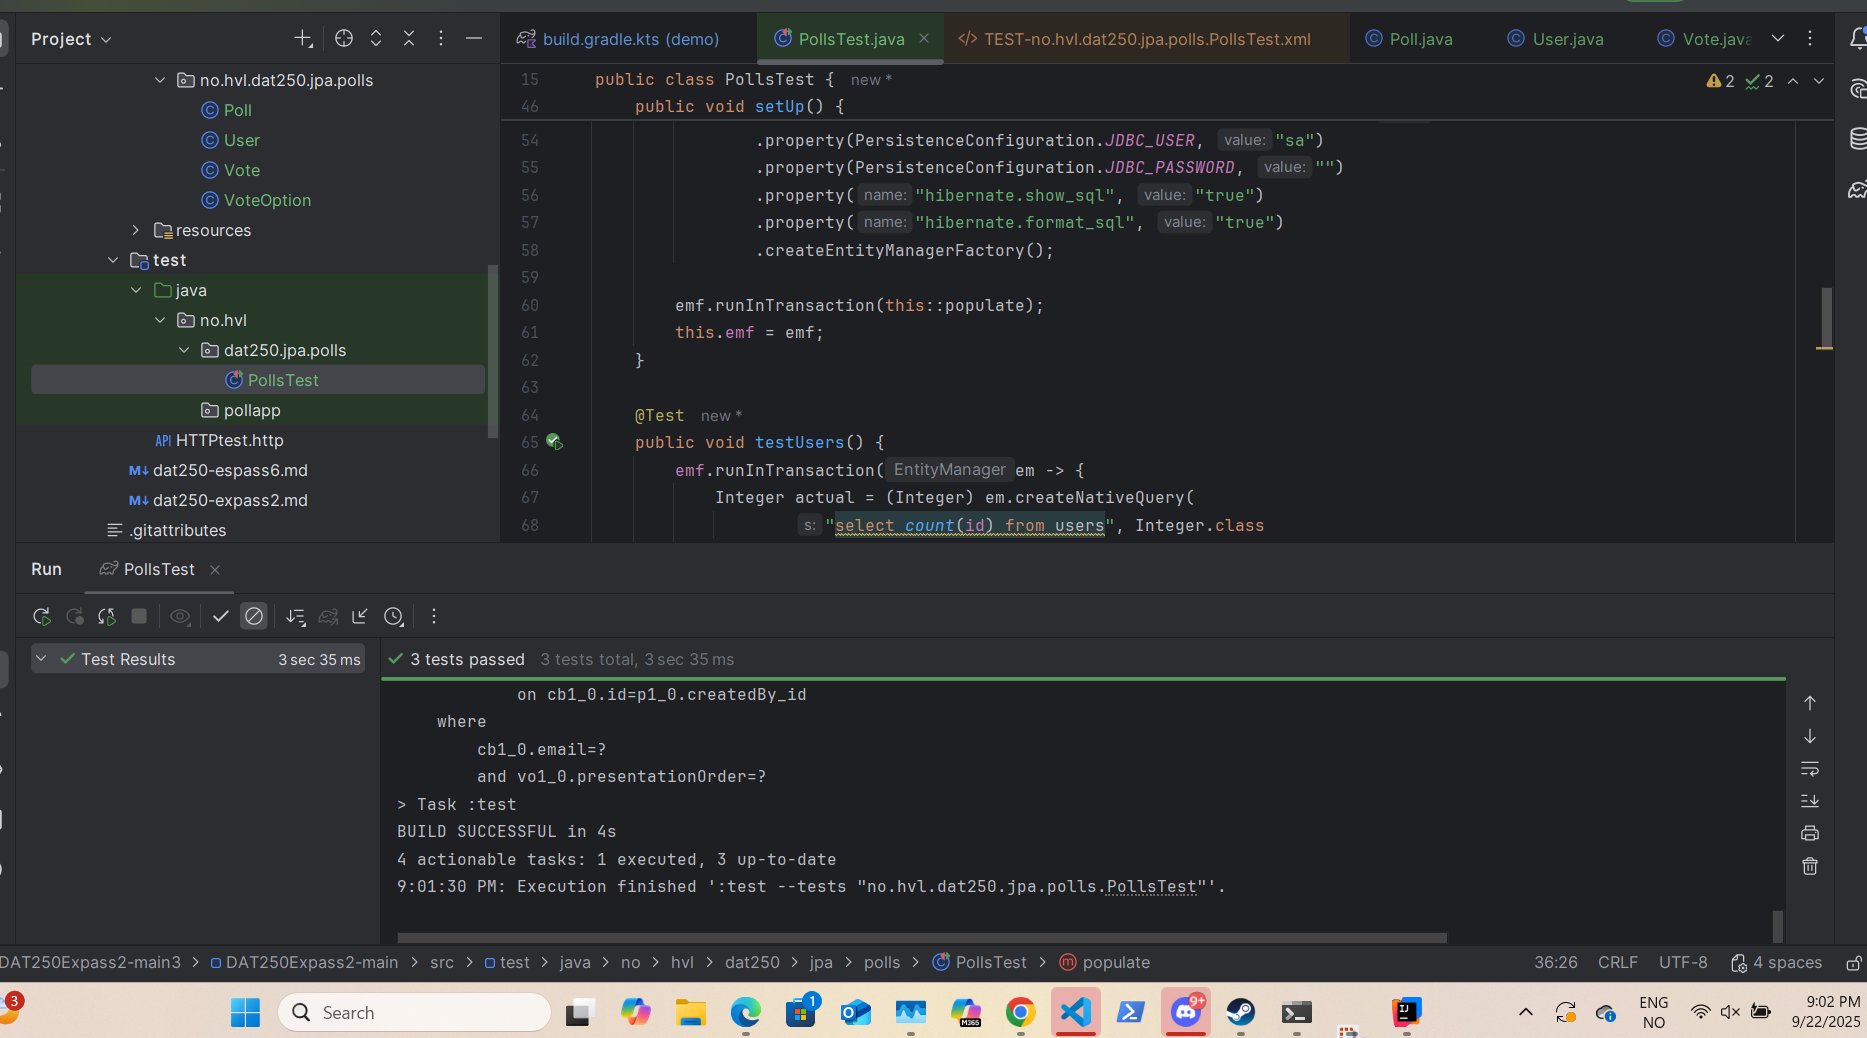 Project
no.hvl.dat250.jpa.polls
Poll
User
Vote
VoteOption
resources
test
java
no.hvl
dat250.jpa.polls
PollsTest
pollapp
API HTTPtest.http
M↓ dat250-espass6.md
M↓ dat250-expass2.md
.gitattributes
build.gradle.kts (demo)
PollsTest.java
</> TEST-no.hvl.dat250.jpa.polls.PollsTest.xml
Poll.java
User.java
Vote.java
2 2
15 public class PollsTest { new *
46 public void setUp() {
54 .property(PersistenceConfiguration.JDBC_USER, value: "sa")
55 .property(PersistenceConfiguration.JDBC_PASSWORD, value: "")
56 .property( name: "hibernate.show_sql", value: "true")
57 .property( name: "hibernate.format_sql", value: "true")
58 .createEntityManagerFactory();
59
60 emf.runInTransaction(this::populate);
61 this.emf = emf;
62 }
63
64 @Test new *
65 public void testUsers() {
66 emf.runInTransaction( EntityManager em -> {
67 Integer actual = (Integer) em.createNativeQuery(
68 s: "select count(id) from users", Integer.class
Run PollsTest
Test Results 3 sec 35 ms
3 tests passed 3 tests total, 3 sec 35 ms
on cb1_0.id=p1_0.createdBy_id
where
cb1_0.email=?
and vo1_0.presentationOrder=?
> Task :test
BUILD SUCCESSFUL in 4s
4 actionable tasks: 1 executed, 3 up-to-date
9:01:30 PM: Execution finished ':test --tests "no.hvl.dat250.jpa.polls.PollsTest"'.
DAT250Expass2-main3 > DAT250Expass2-main > src > test > java > no > hvl > dat250 > jpa > polls > PollsTest > populate
36:26 CRLF UTF-8 4 spaces
3
Search
1
M365
9+
IJ
ENG
NO
9:02 PM
9/22/2025